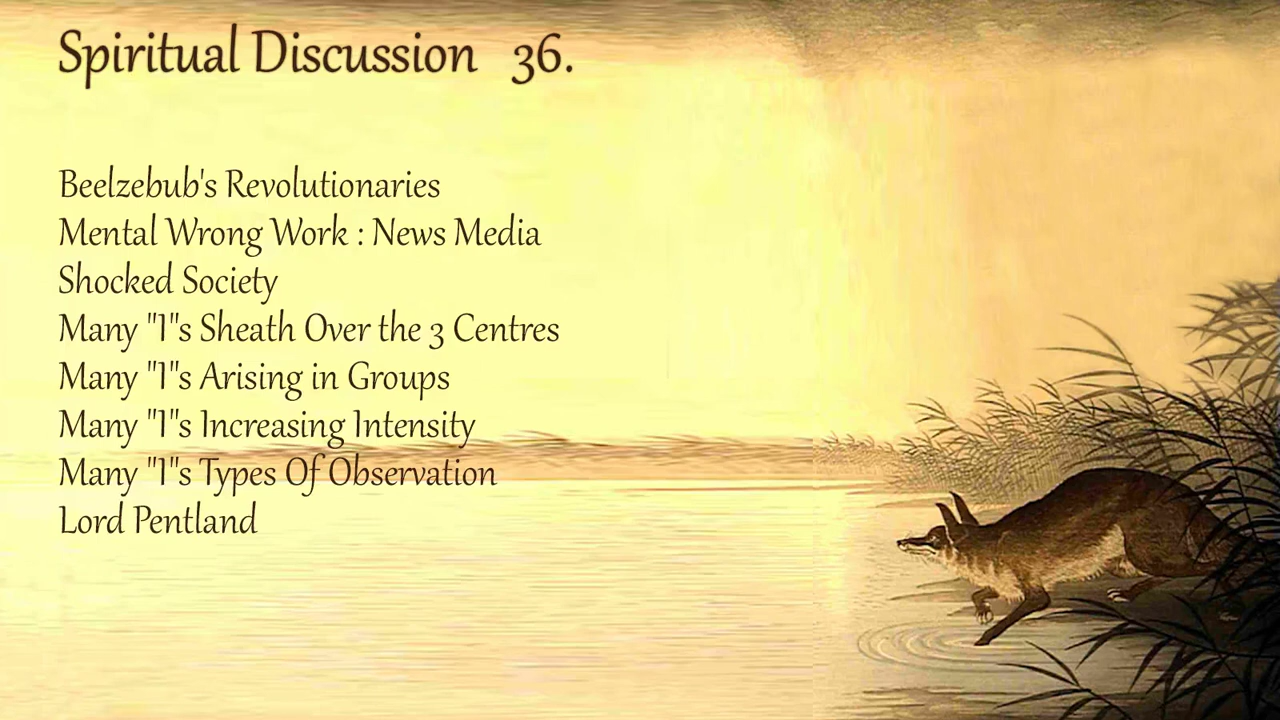 Spiritual Discussion 36.
Beelzebub's Revolutionaries
Mental Wrong Work : News Media
Shocked Society
Many "I"s Sheath Over the 3 Centres
Many "I"s Arising in Groups
Many "I"s Increasing Intensity
Many "I"s Types Of Observation
Lord Pentland